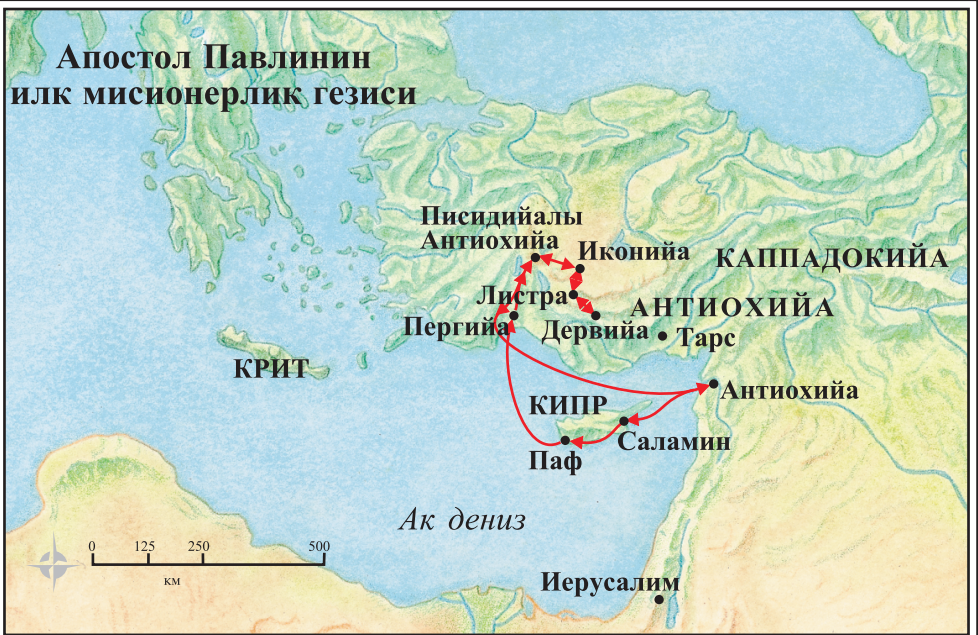 Апостол Павлинин
илк мисионерлик гезиси
Писидийалы
Антиохийа
Иконийа
КАППАДОКИЙА
Листра
АНТИОХИЙА
Пергийа
Дервийа
Тарс
КРИТ
Антиохийа
КИПР
Саламин
Паф
Ак дениз
0 125 250 500
км
Иерусалим